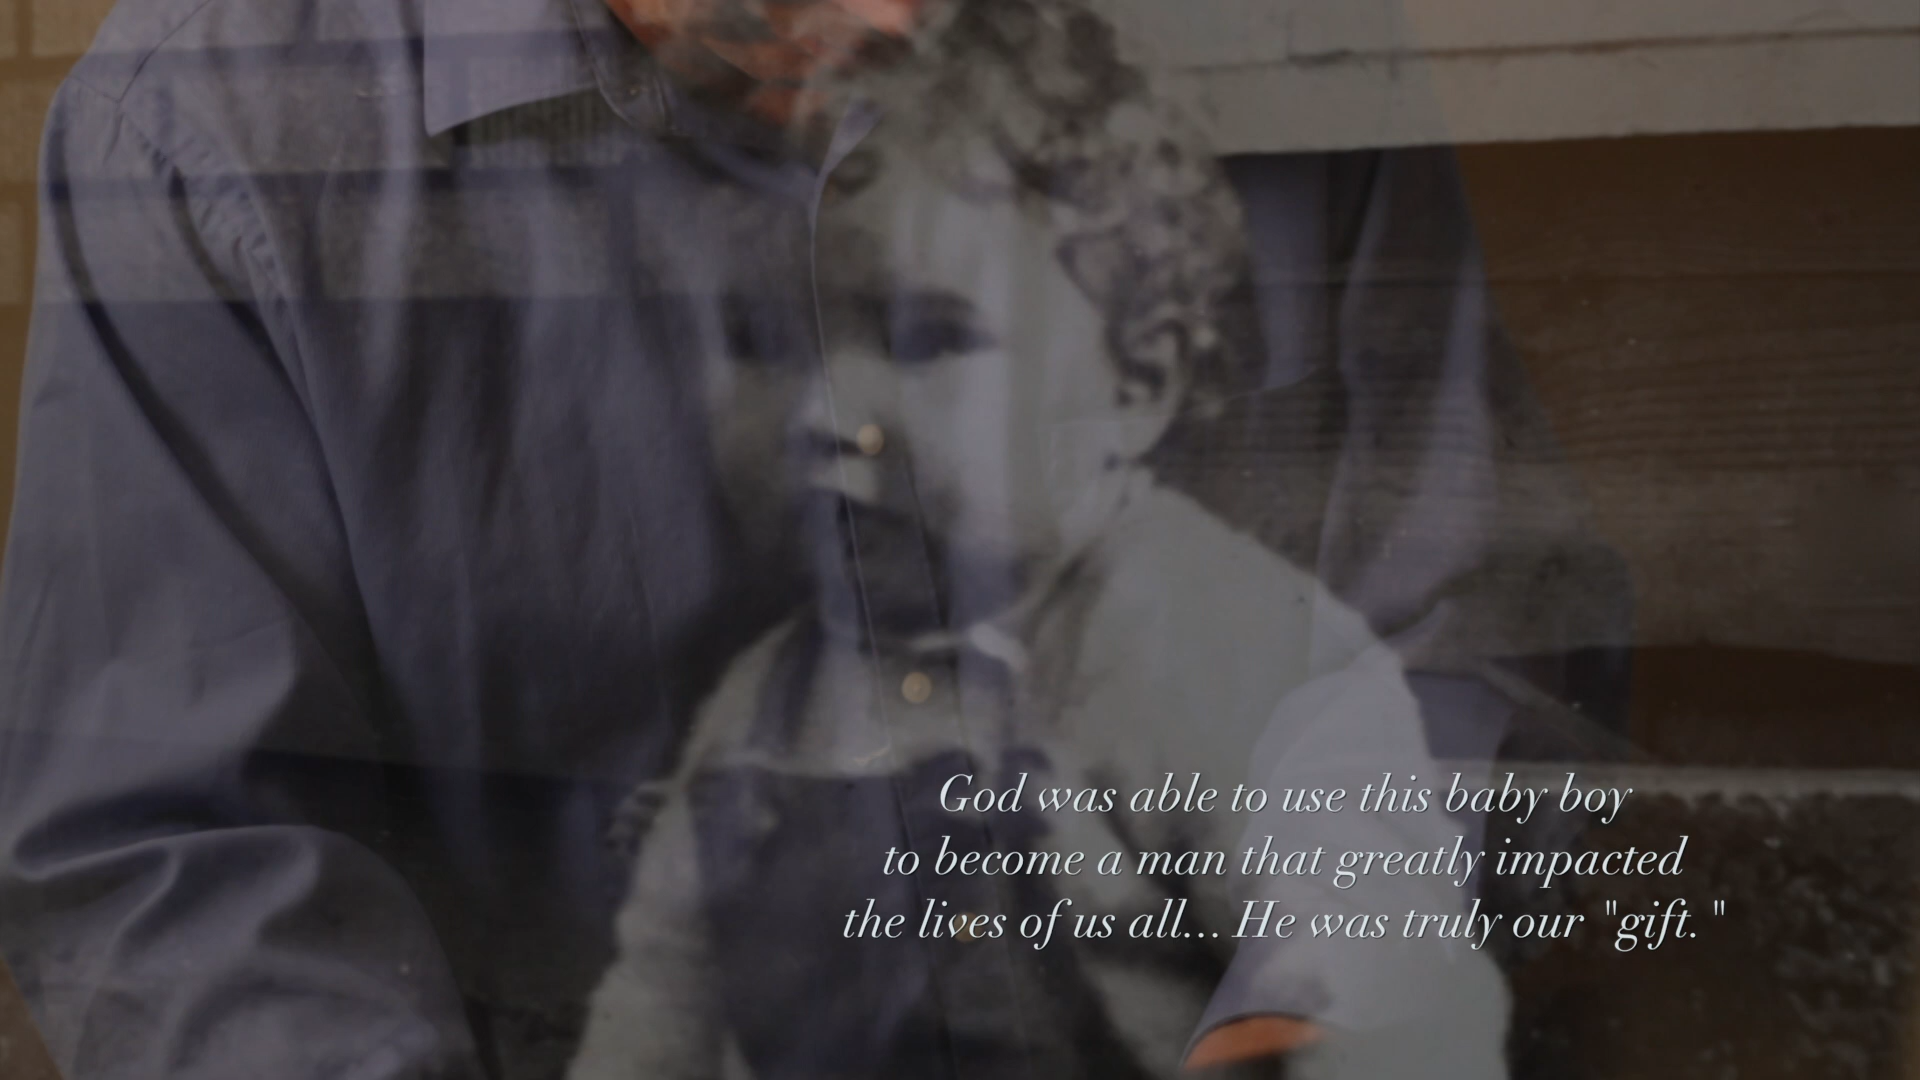 God was able to use this baby boy
to become a man that greatly impacted
the lives of us all... He was truly our "gift."